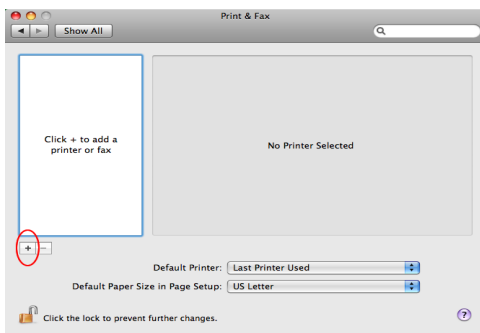 Print & Fax
Show All
Click + to add a
printer or fax
No Printer Selected
+ −
Default Printer: Last Printer Used
Default Paper Size in Page Setup: US Letter
Click the lock to prevent further changes.
?